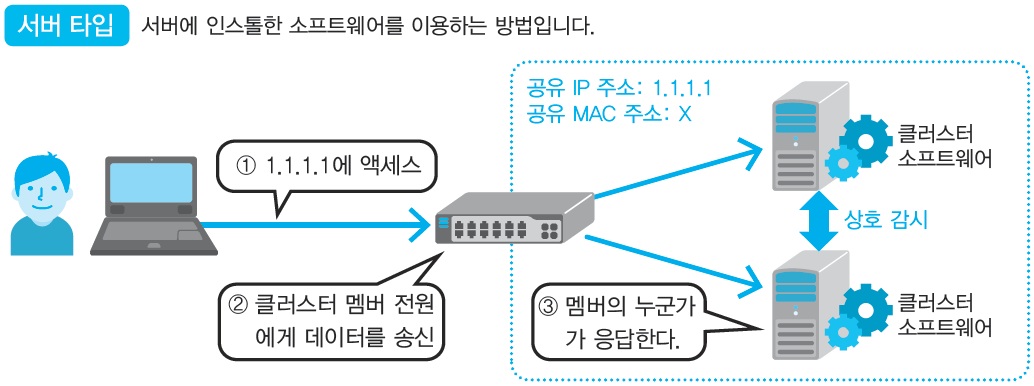 서버 타입 서버에 인스톨한 소프트웨어를 이용하는 방법입니다.
공유 IP 주소: 1.1.1.1
공유 MAC 주소: X
① 1.1.1.1에 액세스
클러스터
소프트웨어
상호 감시
② 클러스터 멤버 전원
에게 데이터를 송신
③ 멤버의 누군가
가 응답한다.
클러스터
소프트웨어